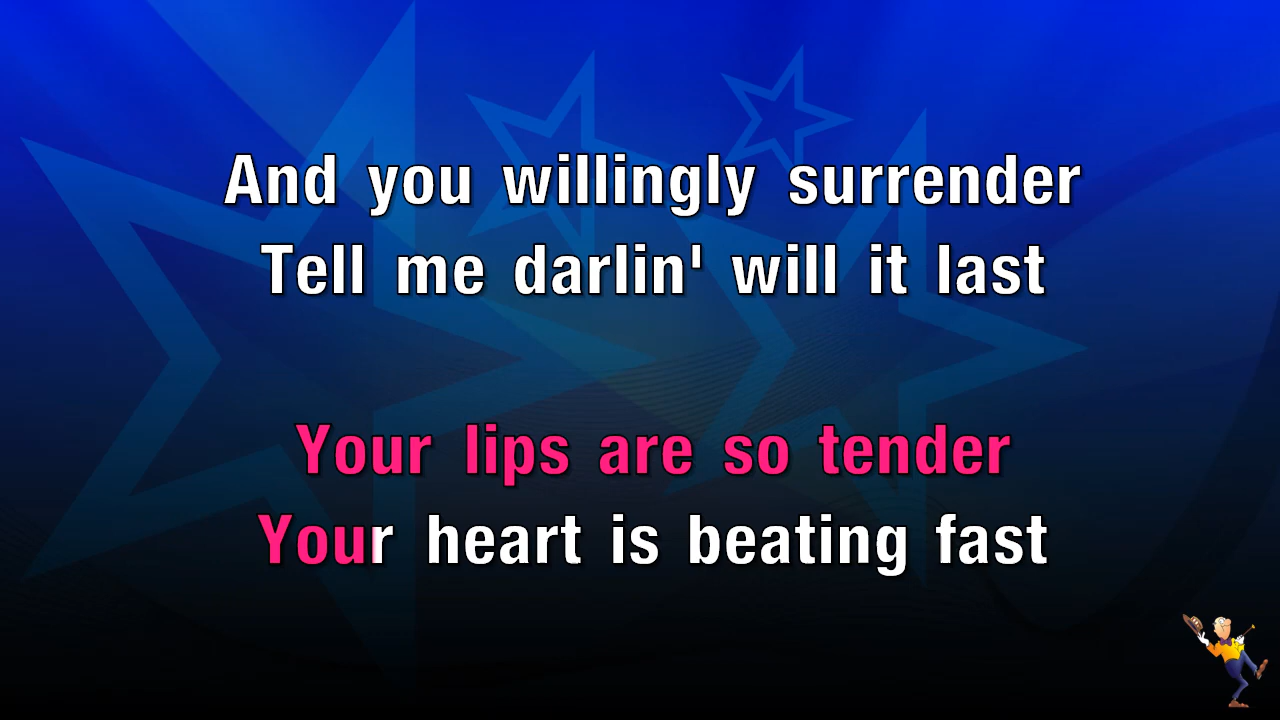 And you willingly surrender
Tell me darlin' will it last
Your lips are so tender
Your heart is beating fast